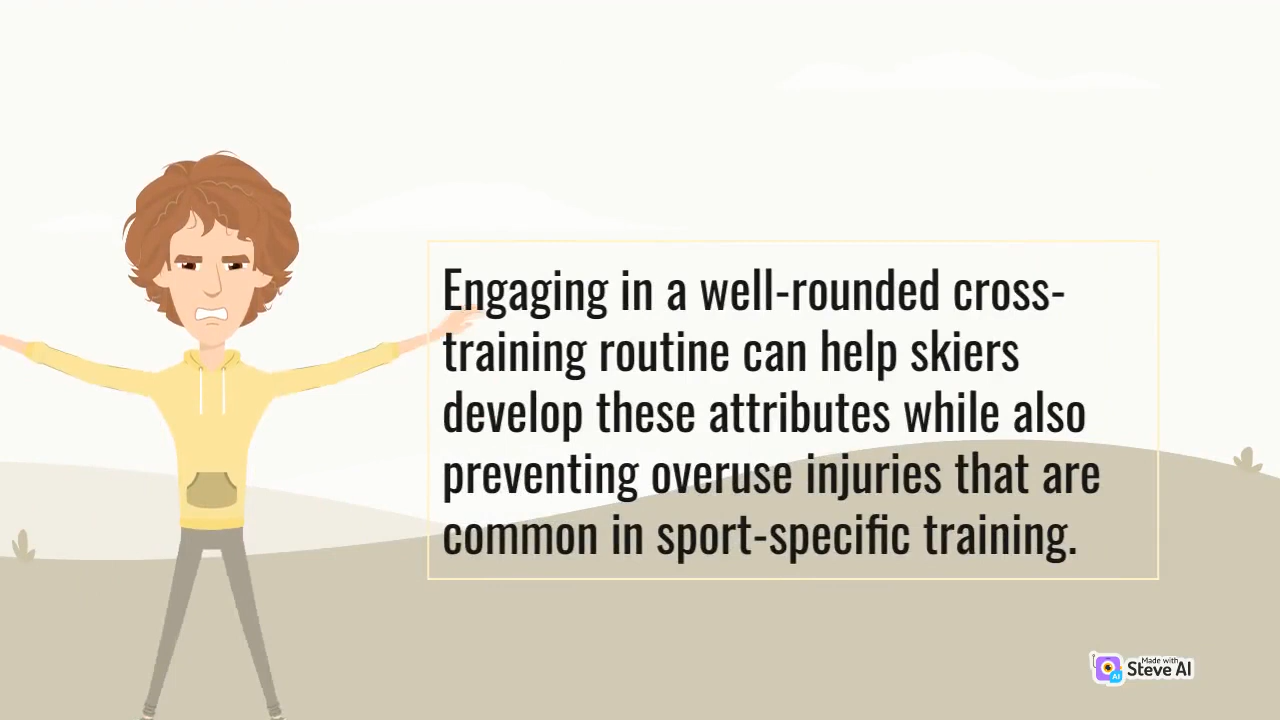 Engaging in a well-rounded cross-
training routine can help skiers
develop these attributes while also
preventing overuse injuries that are
common in sport-specific training.
Made with
Steve AI
AI